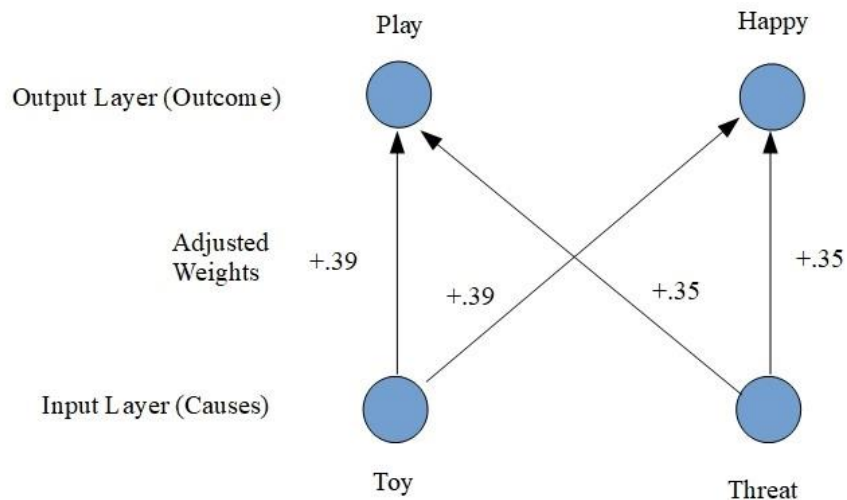 Play
Happy
Output Layer (Outcome)
Adjusted
Weights
+.39
+.39
+.35
+.35
Input Layer (Causes)
Toy
Threat